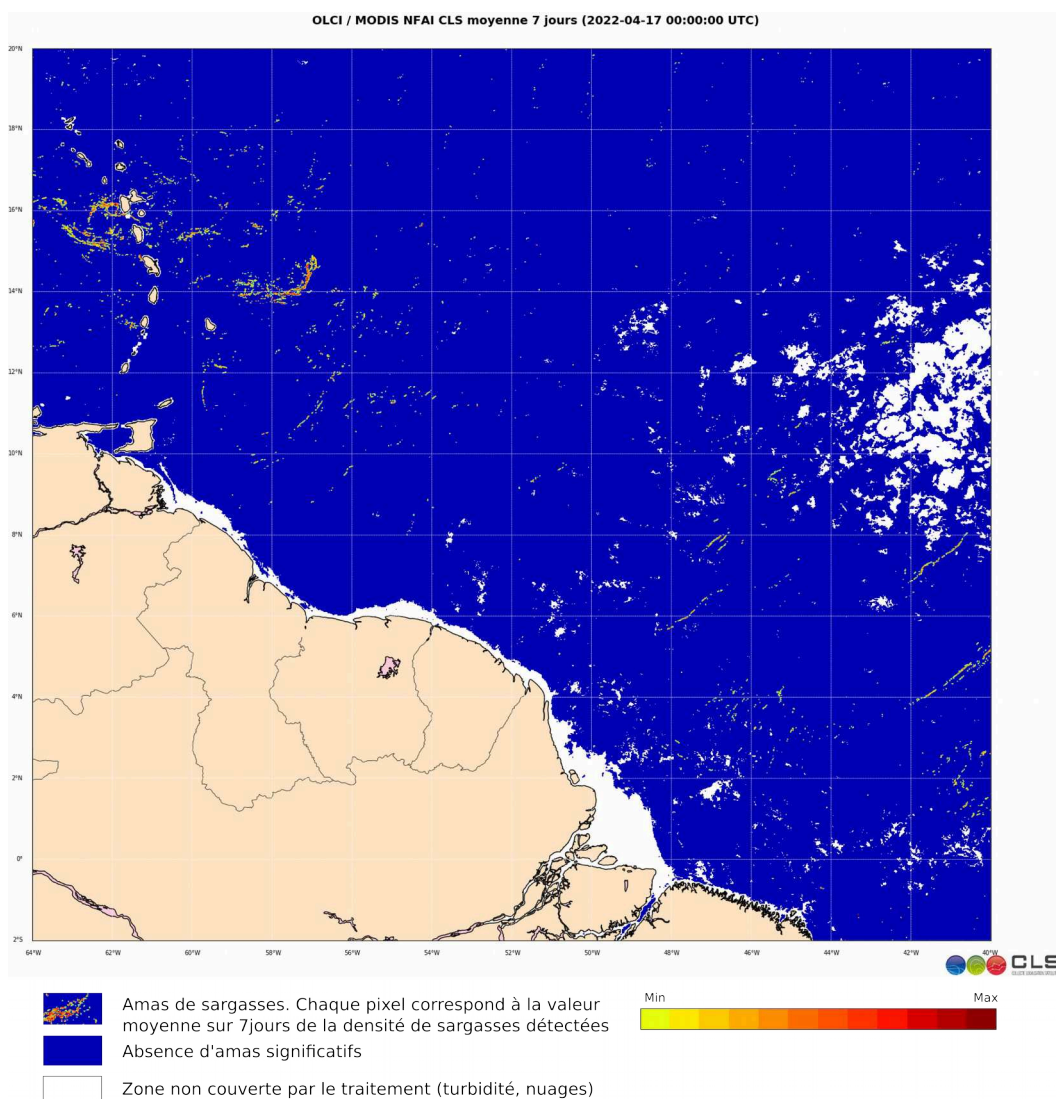 OLCI / MODIS NFAI CLS moyenne 7 jours (2022-04-17 00:00:00 UTC)
20°N
18°N
16°N
14°N
12°N
10°N
8°N
6°N
4°N
2°N
0°
2°S
64°W 62°W 60°W 58°W 56°W 54°W 52°W 50°W 48°W 46°W 44°W 42°W 40°W
CLS
Amas de sargasses. Chaque pixel correspond à la valeur
moyenne sur 7jours de la densité de sargasses détectées
Min Max
Absence d'amas significatifs
Zone non couverte par le traitement (turbidité, nuages)